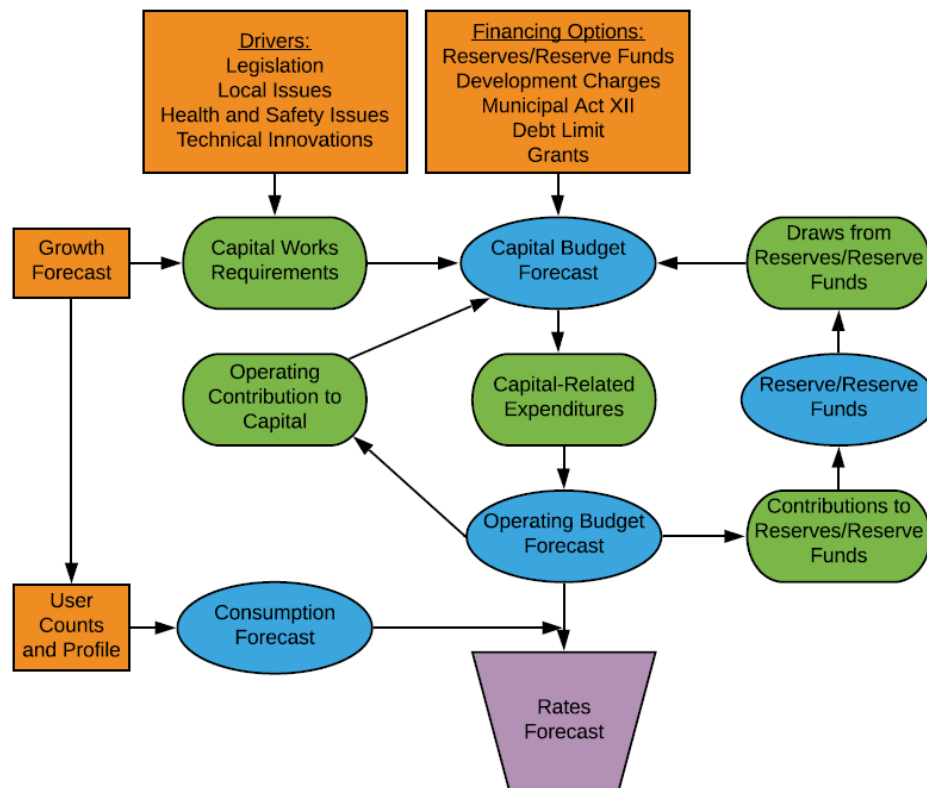 Drivers:
Legislation
Local Issues
Health and Safety Issues
Technical Innovations
Financing Options:
Reserves/Reserve Funds
Development Charges
Municipal Act XII
Debt Limit
Grants
Growth
Forecast
Capital Works
Requirements
Capital Budget
Forecast
Draws from
Reserves/Reserve
Funds
Operating
Contribution to
Capital
Capital-Related
Expenditures
Reserve/Reserve
Funds
Operating Budget
Forecast
Contributions to
Reserves/Reserve
Funds
User
Counts
and Profile
Consumption
Forecast
Rates
Forecast